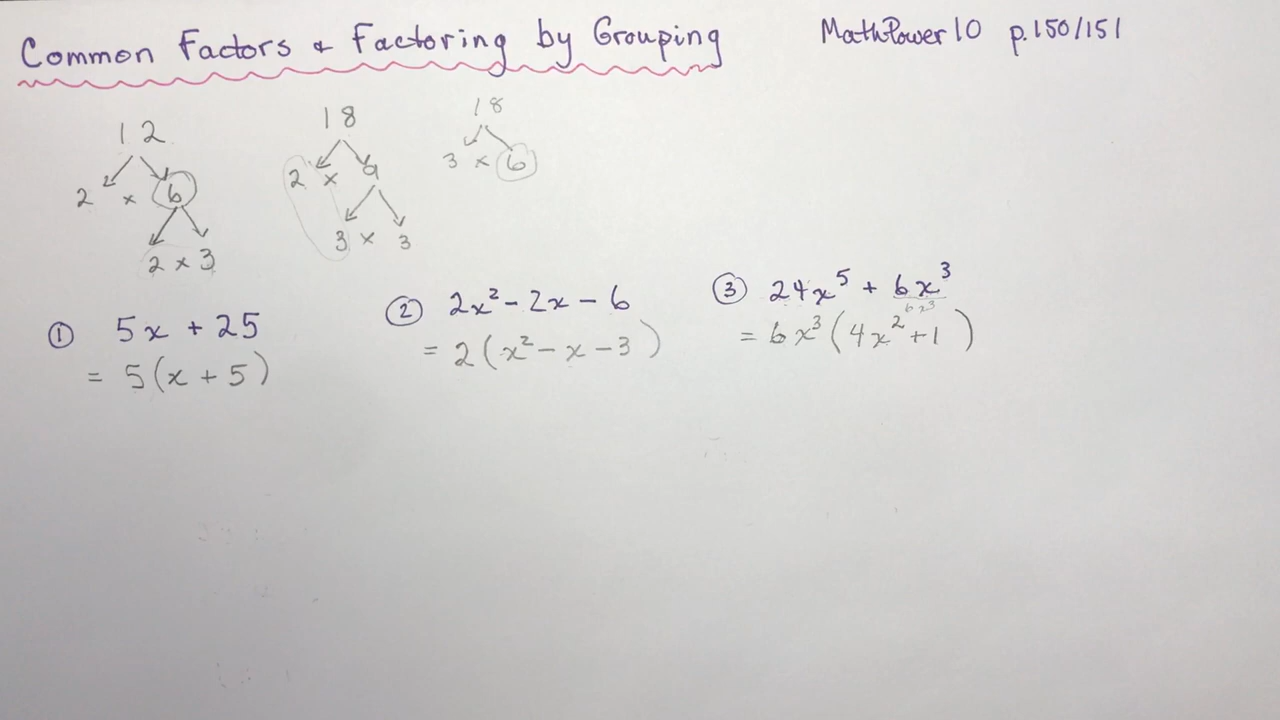 Common Factors & Factoring by Grouping
MathPower 10 p.150/151
12
2 × 6
2 × 3
18
2 × 9
3 × 3
18
3 × 6
① 5x + 25
= 5(x + 5)
② 2x² - 2x - 6
= 2(x² - x - 3)
③ 24x⁵ + 6x³
6x³
= 6x³(4x² + 1)